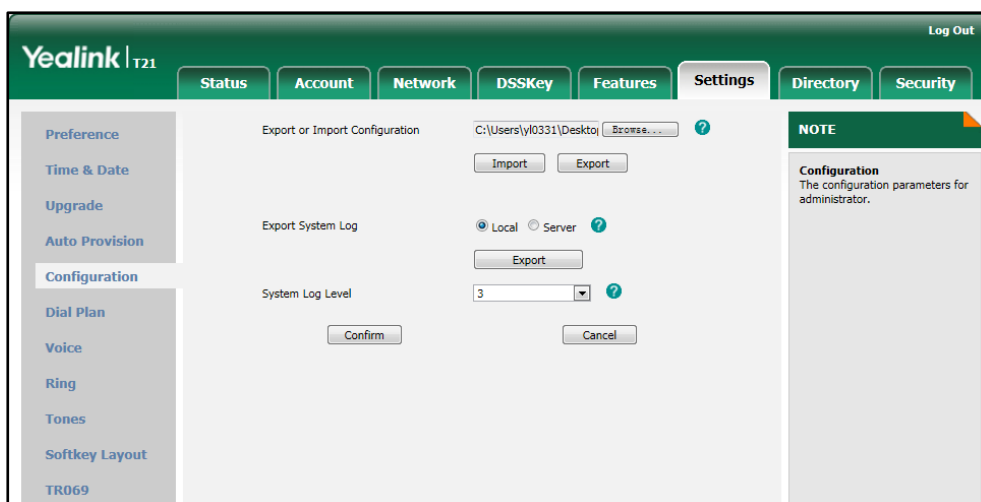 Log Out
Yealink | T21
Status Account Network DSSKey Features Settings Directory Security
Preference
Time & Date
Upgrade
Auto Provision
Configuration
Dial Plan
Voice
Ring
Tones
Softkey Layout
TR069
Export or Import Configuration C:\Users\yl0331\Desktop Browse... ?
Import Export
Export System Log Local Server ?
Export
System Log Level 3 ?
Confirm Cancel
NOTE
Configuration
The configuration parameters for
administrator.